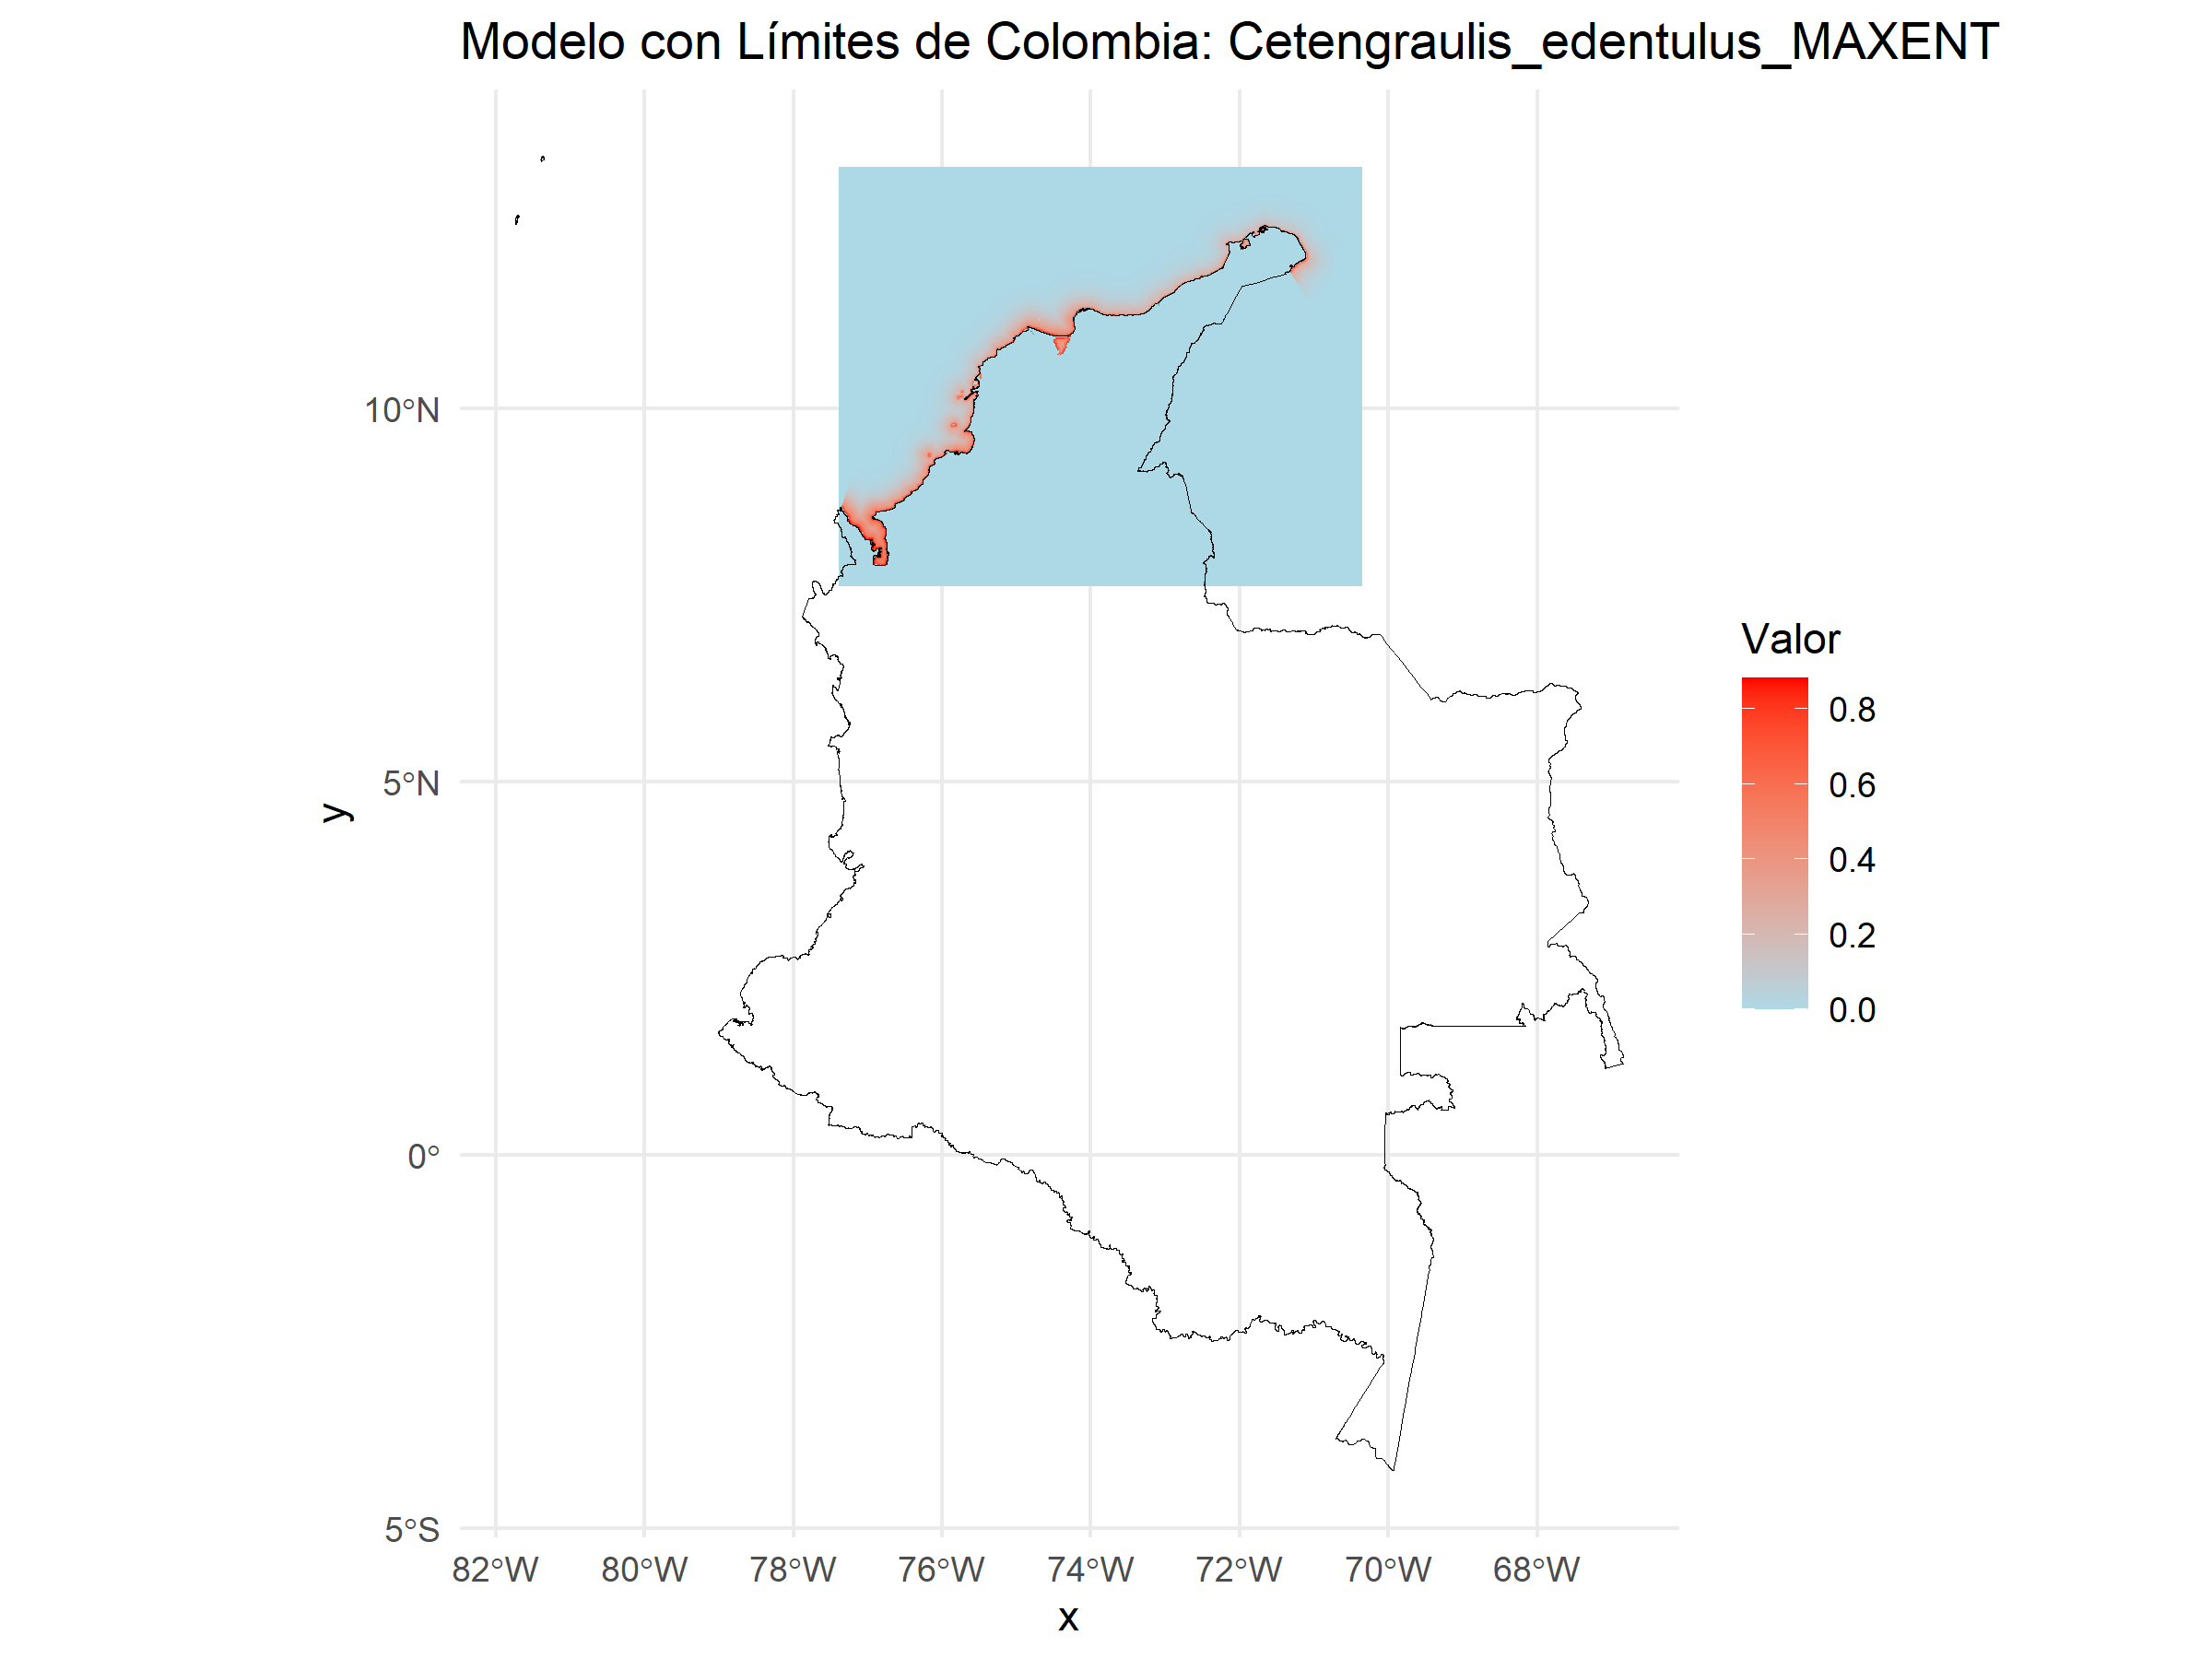 Modelo con Límites de Colombia: Cetengraulis_edentulus_MAXENT
10°N
5°N
0°
5°S
y
82°W 80°W 78°W 76°W 74°W 72°W 70°W 68°W
x
Valor
0.8
0.6
0.4
0.2
0.0